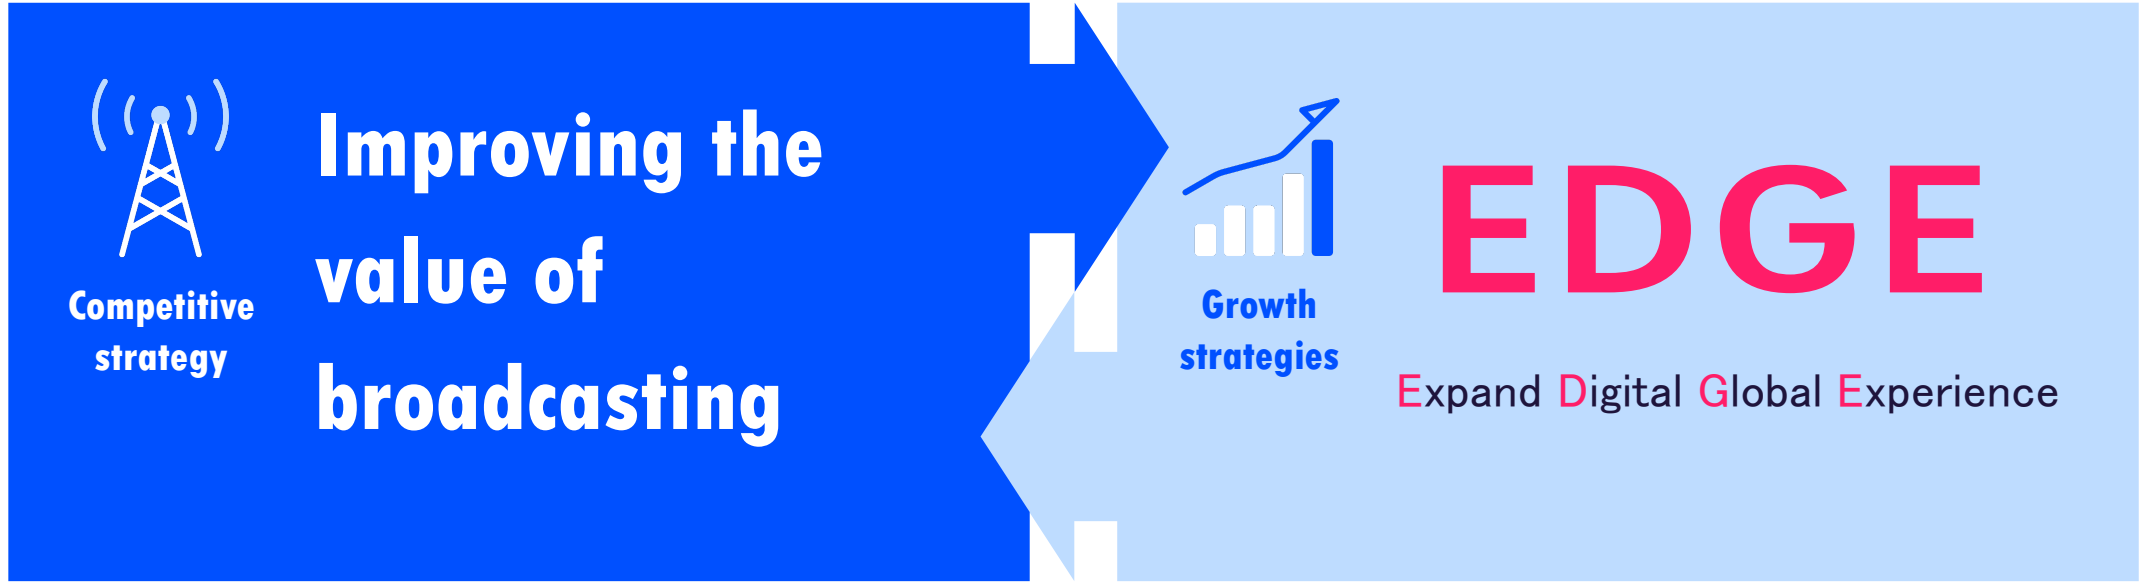 Competitive
strategy
Improving the
value of
broadcasting
Growth
strategies
EDGE
Expand Digital Global Experience